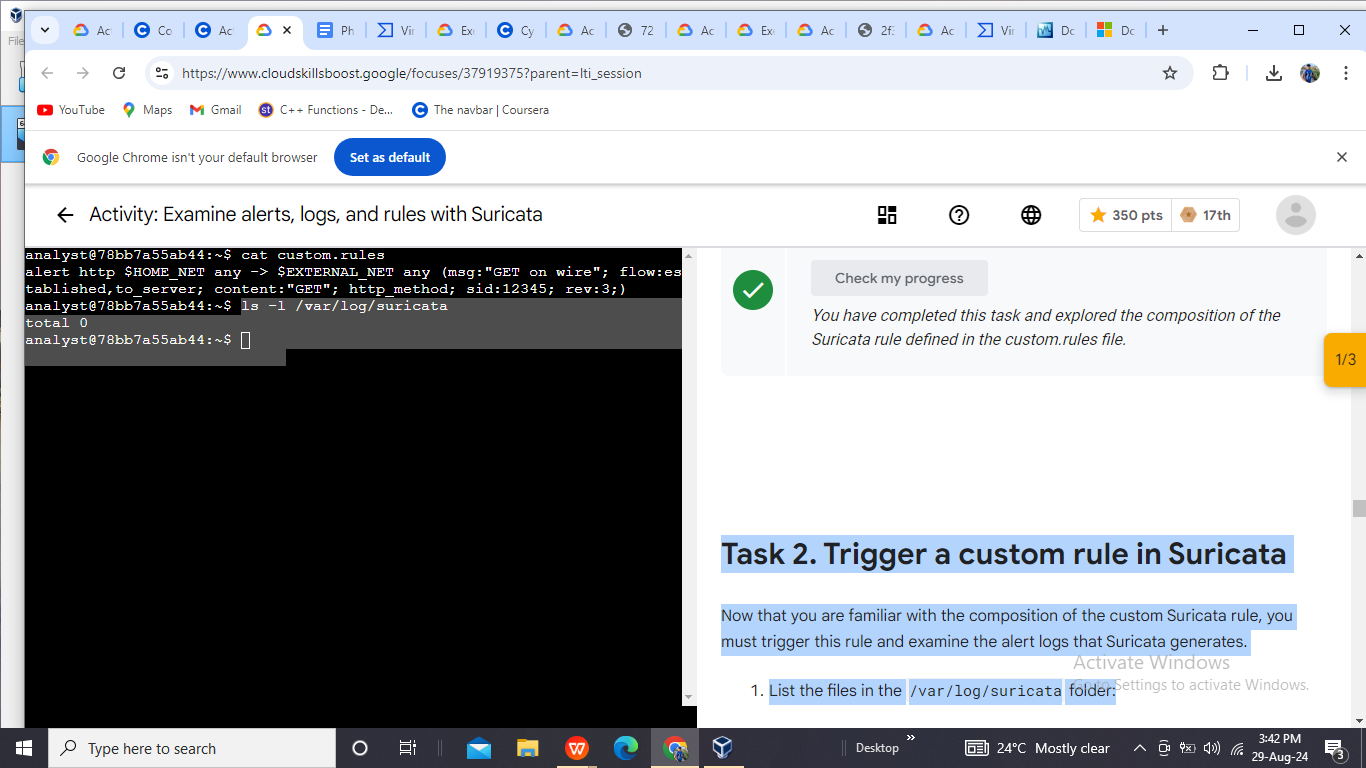 File
Ac
Co
Ac
Ph
Vir
Ex
Cy
Ac
72
Ac
Exc
Ac
2f:
Ac
Vir
Dc
Dc
https://www.cloudskillsboost.google/focuses/37919375?parent=lti_session
YouTube
Maps
Gmail
C++ Functions - De...
The navbar | Coursera
Google Chrome isn't your default browser
Set as default
Activity: Examine alerts, logs, and rules with Suricata
350 pts
17th
analyst@78bb7a55ab44:~$ cat custom.rules
alert http $HOME_NET any -> $EXTERNAL_NET any (msg:"GET on wire"; flow:es
tablished,to_server; content:"GET"; http_method; sid:12345; rev:3;)
analyst@78bb7a55ab44:~$ ls -l /var/log/suricata
total 0
analyst@78bb7a55ab44:~$
Check my progress
You have completed this task and explored the composition of the
Suricata rule defined in the custom.rules file.
1/3
Task 2. Trigger a custom rule in Suricata
Now that you are familiar with the composition of the custom Suricata rule, you
must trigger this rule and examine the alert logs that Suricata generates.
1. List the files in the /var/log/suricata folder:
Activate Windows
Settings to activate Windows.
Type here to search
Desktop
24°C Mostly clear
3:42 PM
29-Aug-24
3